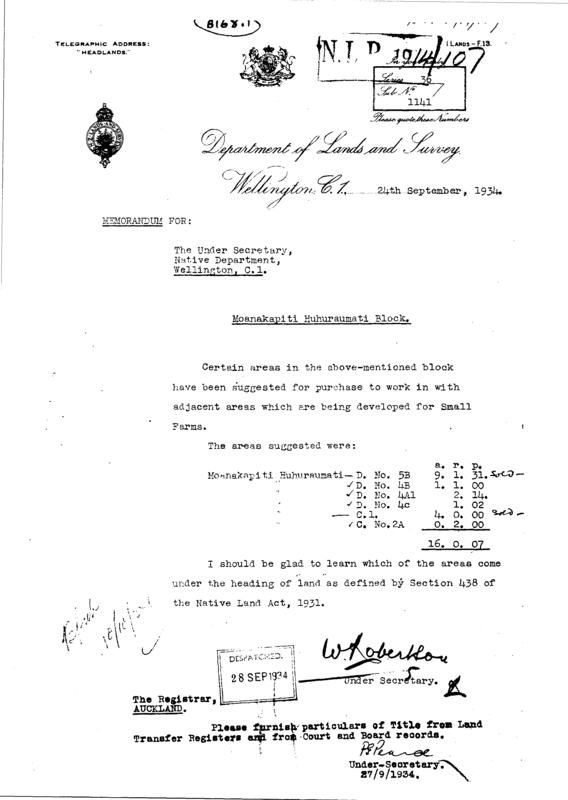 B168.1
TELEGRAPHIC ADDRESS:
"HEADLANDS."
LANDS—F.13.
N.D. 19/4/107
Series 36
Sub. No.
1141
Please quote these Numbers
Department of Lands and Survey.
Wellington. C.1. 24th September, 1934.
MEMORANDUM FOR:
The Under Secretary,
Native Department,
Wellington, C.1.
Moanakapiti Huhuraumati Block.
Certain areas in the above-mentioned block
have been suggested for purchase to work in with
adjacent areas which are being developed for Small
Farms.
The areas suggested were:
a. r. p.
Moanakapiti Huhuraumati — D. No. 5B 9. 1. 31. sold —
" ✓ D. No. 4B 1. 1. 00
" ✓ D. No. 4A1 2. 14.
" ✓ D. No. 4c 1. 02
" — C.1. 4. 0. 00 sold —
" ✓ C. No. 2A 0. 2. 00
16. 0. 07
I should be glad to learn which of the areas come
under the heading of land as defined by Section 438 of
the Native Land Act, 1931.
W. Robertson
Under Secretary.
DESPATCHED.
28 SEP 1934
The Registrar,
AUCKLAND.
Please furnish particulars of Title from Land
Transfer Registers and from Court and Board records.
Under-Secretary.
27/9/1934.